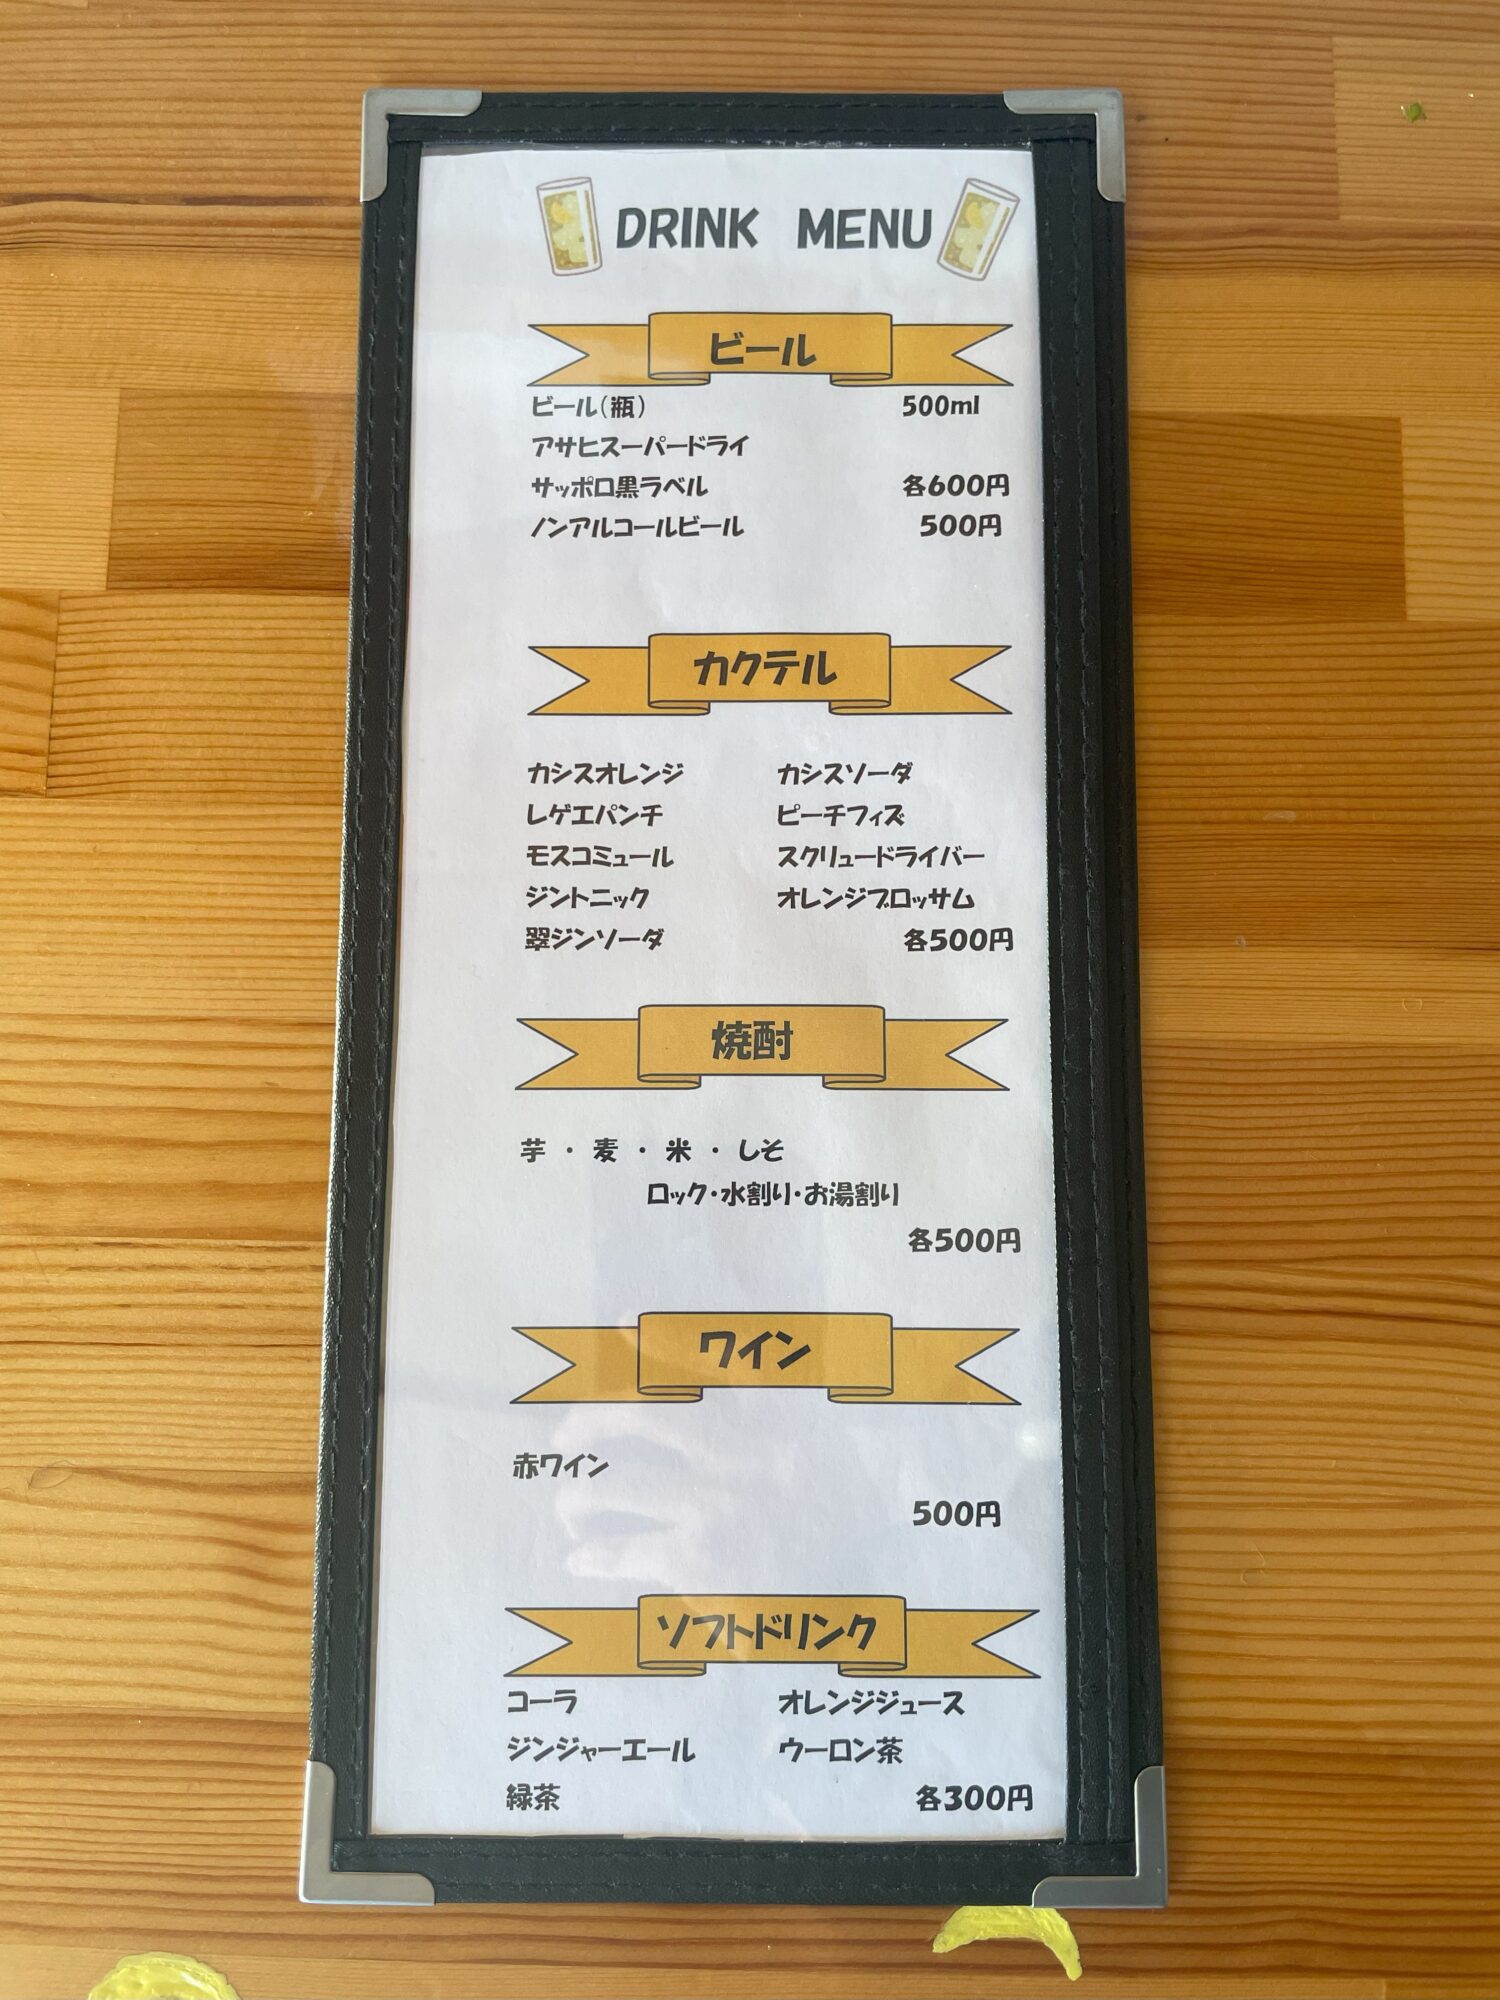 DRINK MENU
ビール
ビール(瓶) 500ml
アサヒスーパードライ
サッポロ黒ラベル 各600円
ノンアルコールビール 500円
カクテル
カシスオレンジ カシスソーダ
レゲエパンチ ピーチフィズ
モスコミュール スクリュードライバー
ジントニック オレンジブロッサム
翠ジンソーダ 各500円
焼酎
芋・麦・米・しそ
ロック・水割り・お湯割り
各500円
ワイン
赤ワイン
500円
ソフトドリンク
コーラ オレンジジュース
ジンジャーエール ウーロン茶
緑茶 各300円